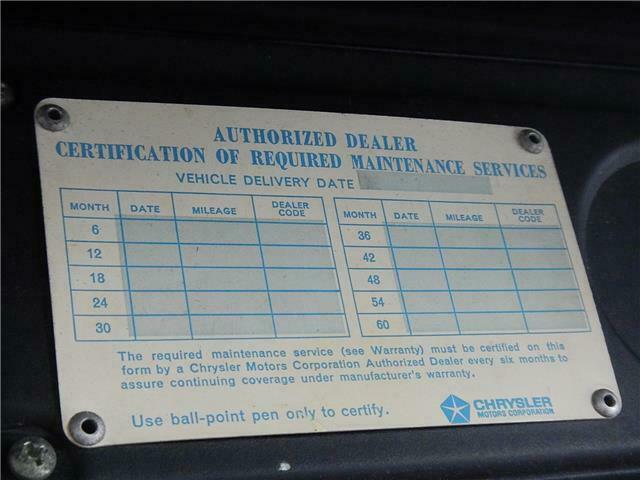 AUTHORIZED DEALER
CERTIFICATION OF REQUIRED MAINTENANCE SERVICES
VEHICLE DELIVERY DATE
MONTH DATE MILEAGE DEALER CODE MONTH DATE MILEAGE DEALER CODE
6 36
12 42
18 48
24 54
30 60
The required maintenance service (see Warranty) must be certified on this
form by a Chrysler Motors Corporation Authorized Dealer every six months to
assure continuing coverage under manufacturer's warranty.
Use ball-point pen only to certify.
CHRYSLER
MOTORS CORPORATION